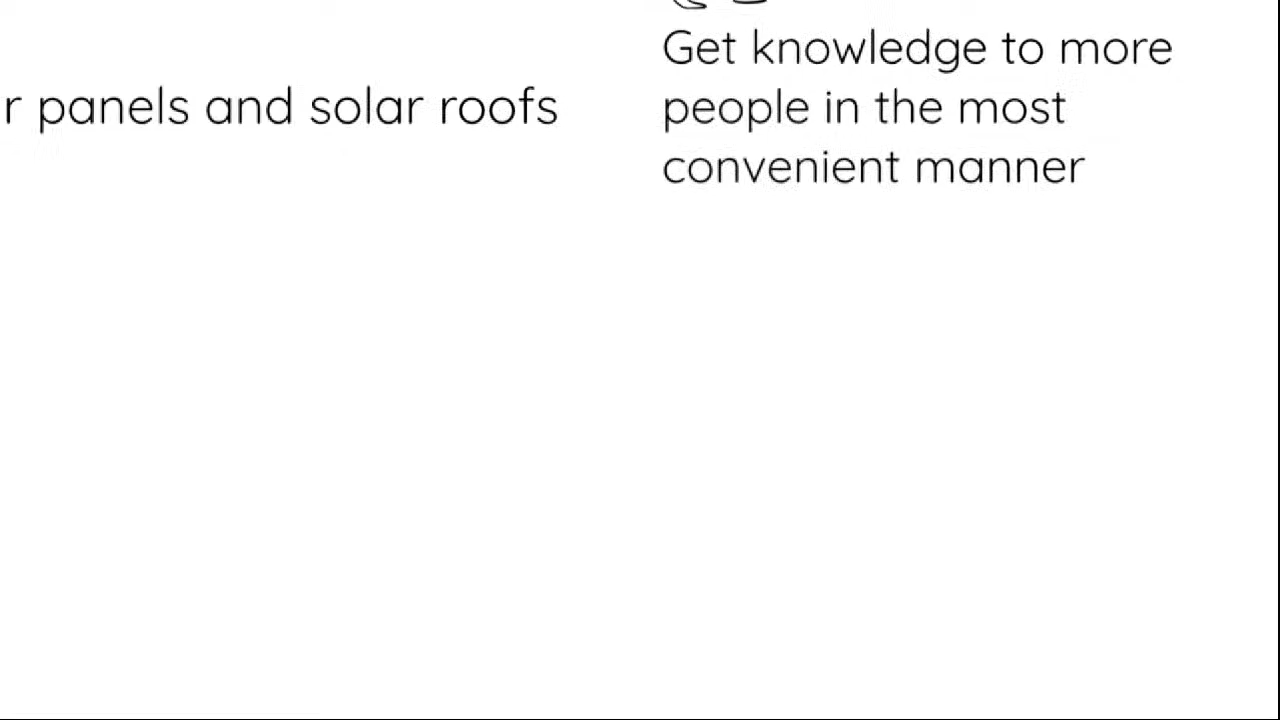 r panels and solar roofs
Get knowledge to more
people in the most
convenient manner